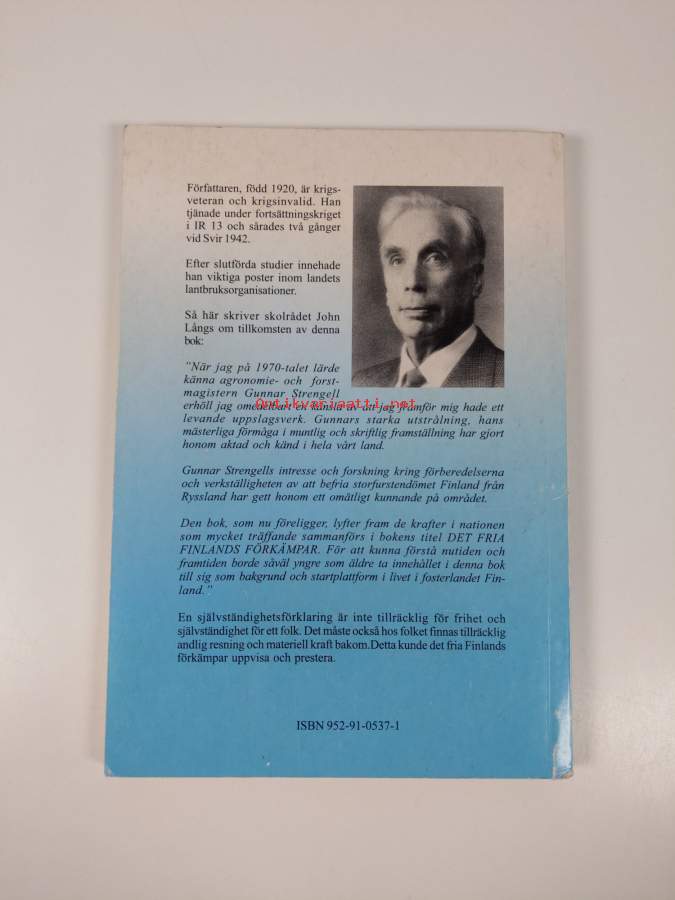 Författaren, född 1920, är krigs-
veteran och krigsinvalid. Han
tjänade under fortsättningskriget
i IR 13 och sårades två gånger
vid Svir 1942.
Efter slutförda studier innehade
han viktiga poster inom landets
lantbruksorganisationer.
Så här skriver skolrådet John
Långs om tillkomsten av denna
bok:
"När jag på 1970-talet lärde
känna agronomie- och forst-
magistern Gunnar Strengell
erhöll jag omedelbart en känsla av att jag framför mig hade ett
Antikvariaatti.net
levande uppslagsverk. Gunnars starka utstrålning, hans
mästerliga förmåga i muntlig och skriftlig framställning har gjort
honom aktad och känd i hela vårt land.
Gunnar Strengells intresse och forskning kring förberedelserna
och verkställigheten av att befria storfurstendömet Finland från
Ryssland har gett honom ett omätligt kunnande på området.
Den bok, som nu föreligger, lyfter fram de krafter i nationen
som mycket träffande sammanförs i bokens titel DET FRIA
FINLANDS FÖRKÄMPAR. För att kunna förstå nutiden och
framtiden borde såväl yngre som äldre ta innehållet i denna bok
till sig som bakgrund och startplattform i livet i fosterlandet Fin-
land."
En självständighetsförklaring är inte tillräcklig för frihet och
självständighet för ett folk. Det måste också hos folket finnas tillräcklig
andlig resning och materiell kraft bakom.Detta kunde det fria Finlands
förkämpar uppvisa och prestera.
ISBN 952-91-0537-1